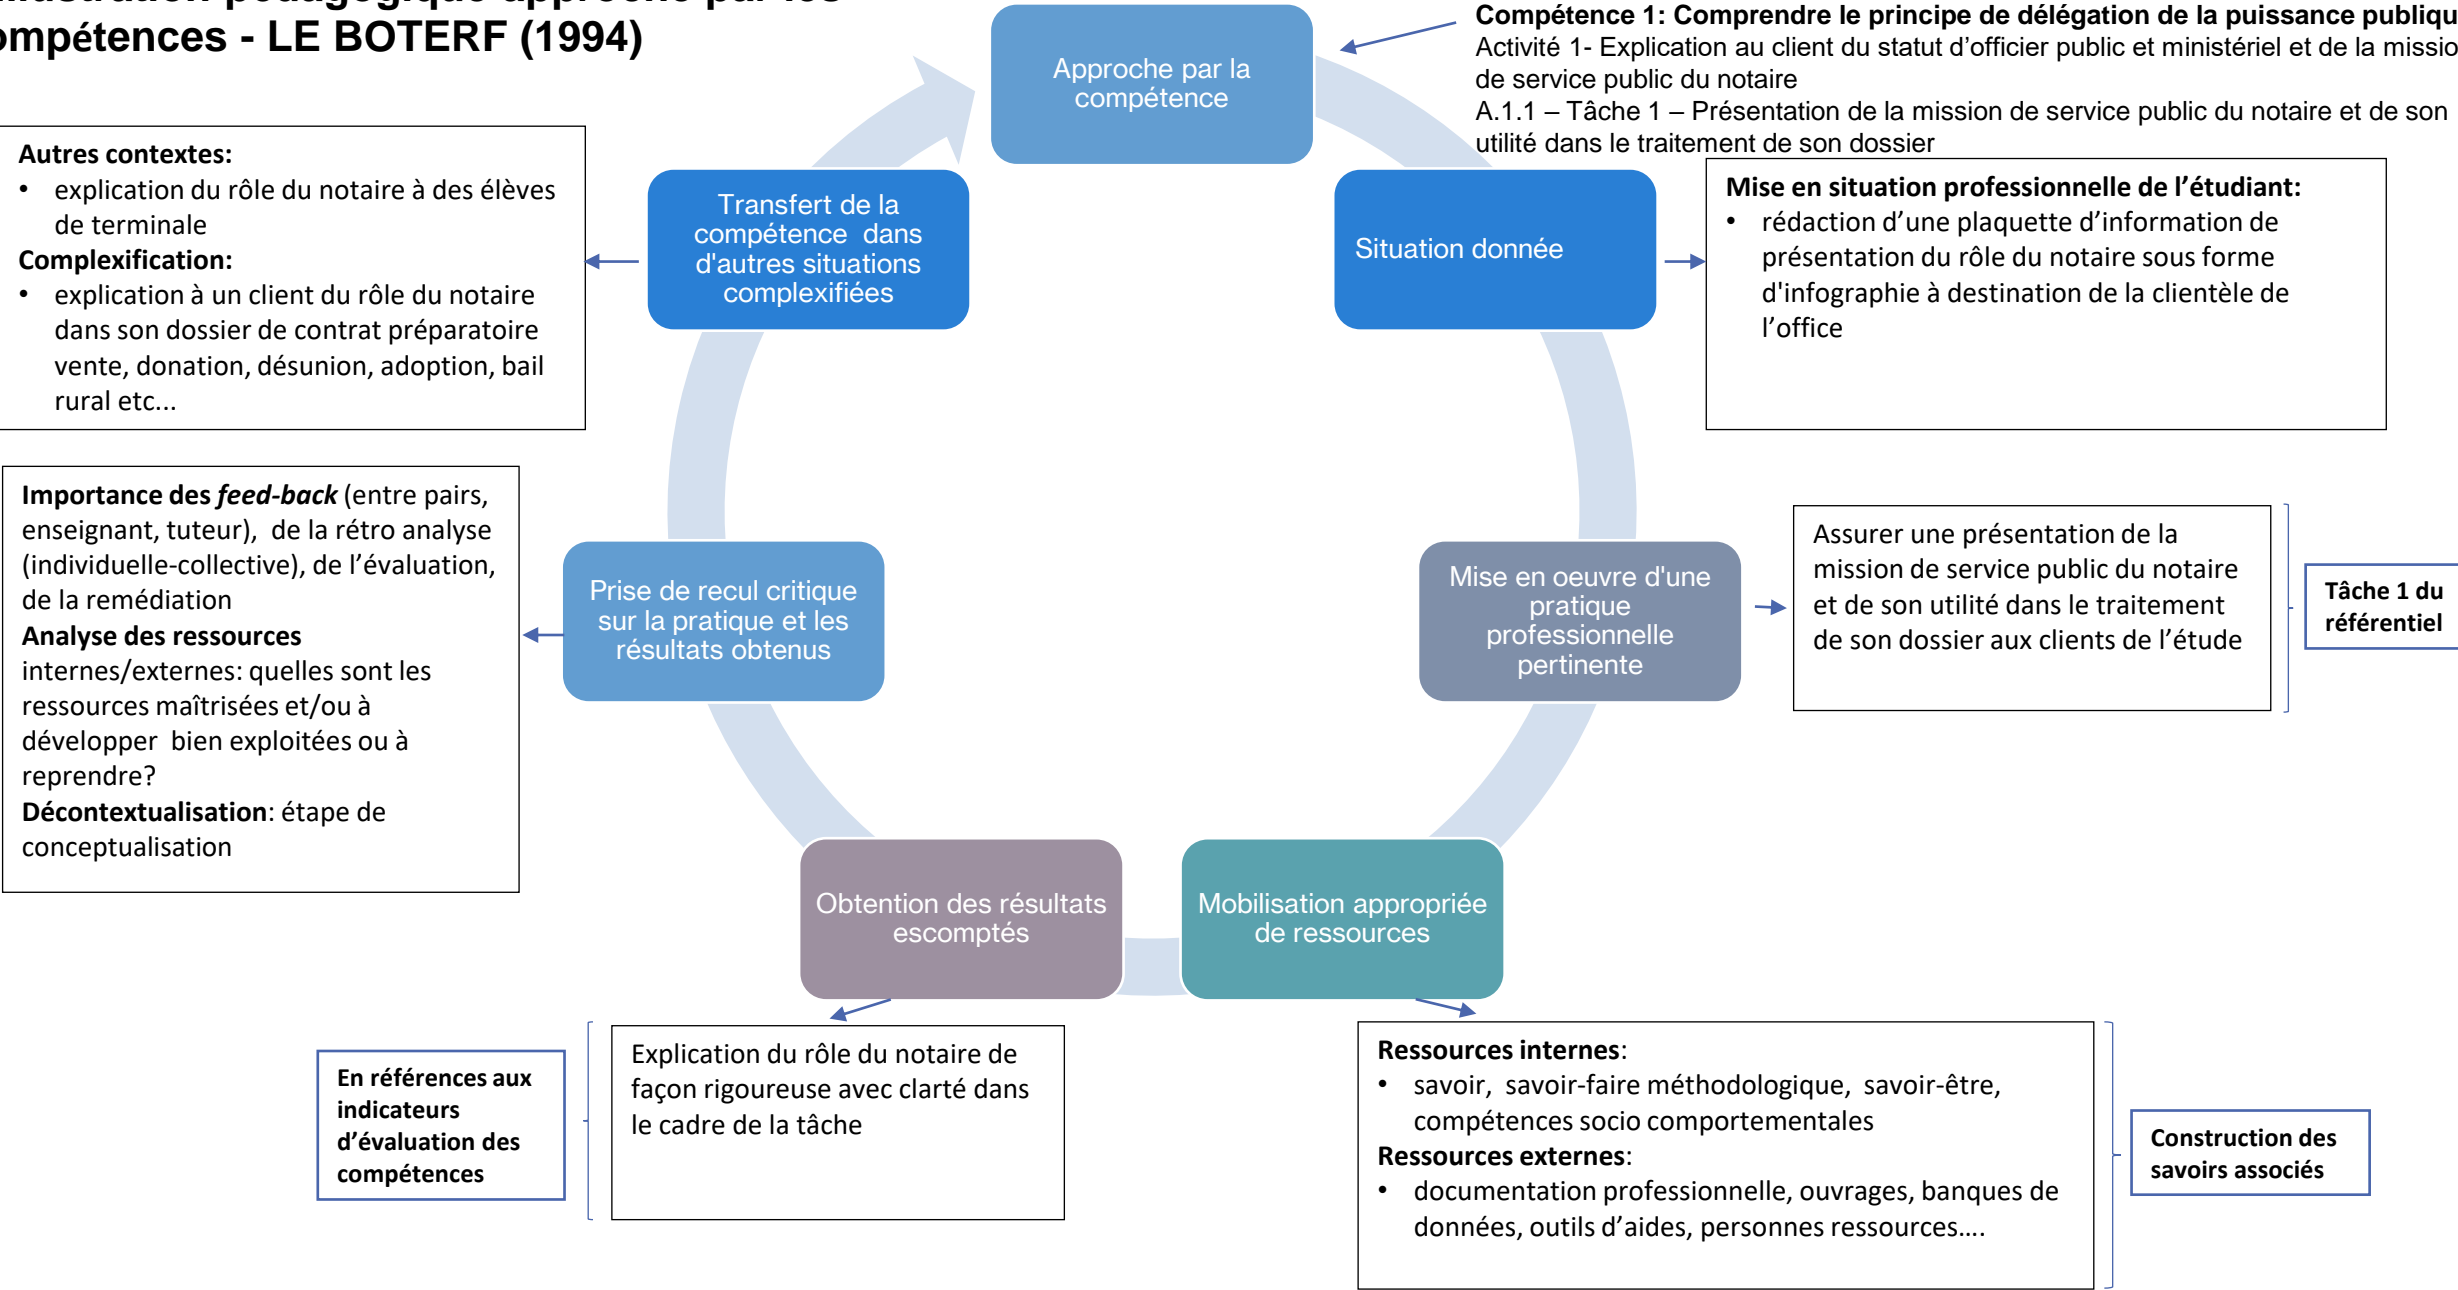 pédagogique approche par les
compétences - LE BOTERF (1994)
Compétence 1: Comprendre le principe de délégation de la puissance publiqu
Activité 1- Explication au client du statut d’officier public et ministériel et de la missio
de service public du notaire
A.1.1 – Tâche 1 – Présentation de la mission de service public du notaire et de son
utilité dans le traitement de son dossier
Approche par la
compétence
Situation donnée
Mise en situation professionnelle de l’étudiant:
• rédaction d’une plaquette d’information de
présentation du rôle du notaire sous forme
d'infographie à destination de la clientèle de
l’office
Mise en oeuvre d'une
pratique
professionnelle
pertinente
Assurer une présentation de la
mission de service public du notaire
et de son utilité dans le traitement
de son dossier aux clients de l’étude
Tâche 1 du
référentiel
Mobilisation appropriée
de ressources
Ressources internes:
• savoir, savoir-faire méthodologique, savoir-être,
compétences socio comportementales
Ressources externes:
• documentation professionnelle, ouvrages, banques de
données, outils d’aides, personnes ressources....
Construction des
savoirs associés
Obtention des résultats
escomptés
Explication du rôle du notaire de
façon rigoureuse avec clarté dans
le cadre de la tâche
En références aux
indicateurs
d’évaluation des
compétences
Prise de recul critique
sur la pratique et les
résultats obtenus
Importance des feed-back (entre pairs,
enseignant, tuteur), de la rétro analyse
(individuelle-collective), de l’évaluation,
de la remédiation
Analyse des ressources
internes/externes: quelles sont les
ressources maîtrisées et/ou à
développer bien exploitées ou à
reprendre?
Décontextualisation: étape de
conceptualisation
Transfert de la
compétence dans
d'autres situations
complexifiées
Autres contextes:
• explication du rôle du notaire à des élèves
de terminale
Complexification:
• explication à un client du rôle du notaire
dans son dossier de contrat préparatoire
vente, donation, désunion, adoption, bail
rural etc...